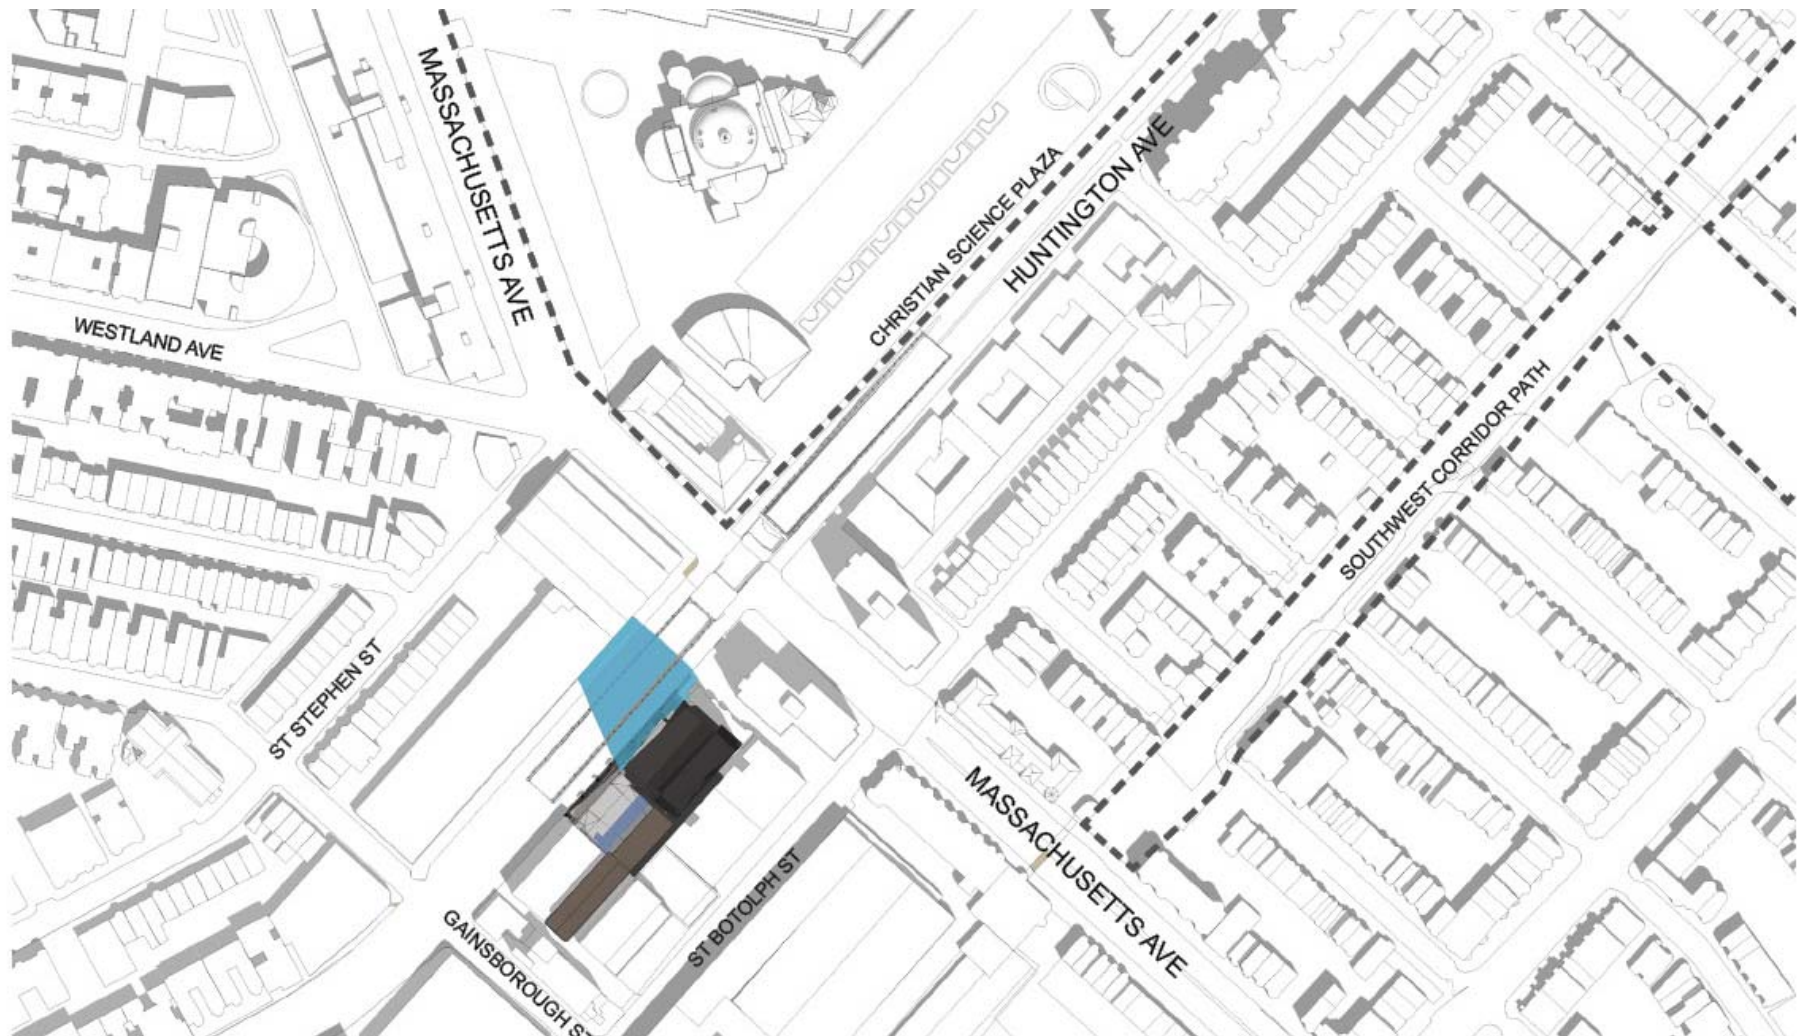 MASSACHUSETTS AVE
CHRISTIAN SCIENCE PLAZA
HUNTINGTON AVE
WESTLAND AVE
SOUTHWEST CORRIDOR PATH
ST STEPHEN ST
MASSACHUSETTS AVE
ST BOTOLPH ST
GAINSBOROUGH ST